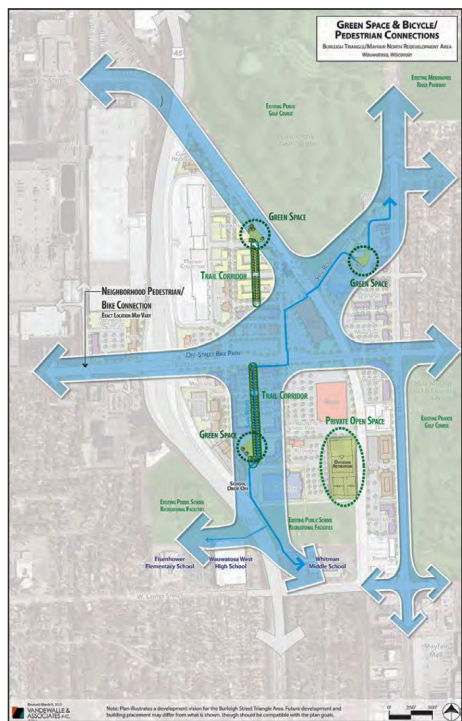 GREEN SPACE & BICYCLE/
PEDESTRIAN CONNECTIONS
BURLEIGH TRIANGLE/MAYFAIR NORTH REDEVELOPMENT AREA
Wauwatosa, Wisconsin
45
EXISTING PUBLIC
GOLF COURSE
EXISTING MENOMONEE
RIVER PARKWAY
GREEN SPACE
TRAIL CORRIDOR
GREEN SPACE
NEIGHBORHOOD PEDESTRIAN/
BIKE CONNECTION
EXACT LOCATION MAY VARY
OFF-STREET BIKE PATH
TRAIL CORRIDOR
EXISTING PRIVATE
GOLF COURSE
GREEN SPACE
PRIVATE OPEN SPACE
OUTDOOR
RECREATION
SCHOOL
DROP OFF
EXISTING PUBLIC SCHOOL
RECREATIONAL FACILITIES
EXISTING PUBLIC SCHOOL
RECREATIONAL FACILITIES
Eisenhower
Elementary School
Wauwatosa West
High School
Whitman
Middle School
Mayfair
Mall
VANDEWALLE &
ASSOCIATES INC.
Note: Plan illustrates a development vision for the Burleigh Street Triangle Area. Future development and
building placement may differ from what is shown, though should be compatible with the plan goals.